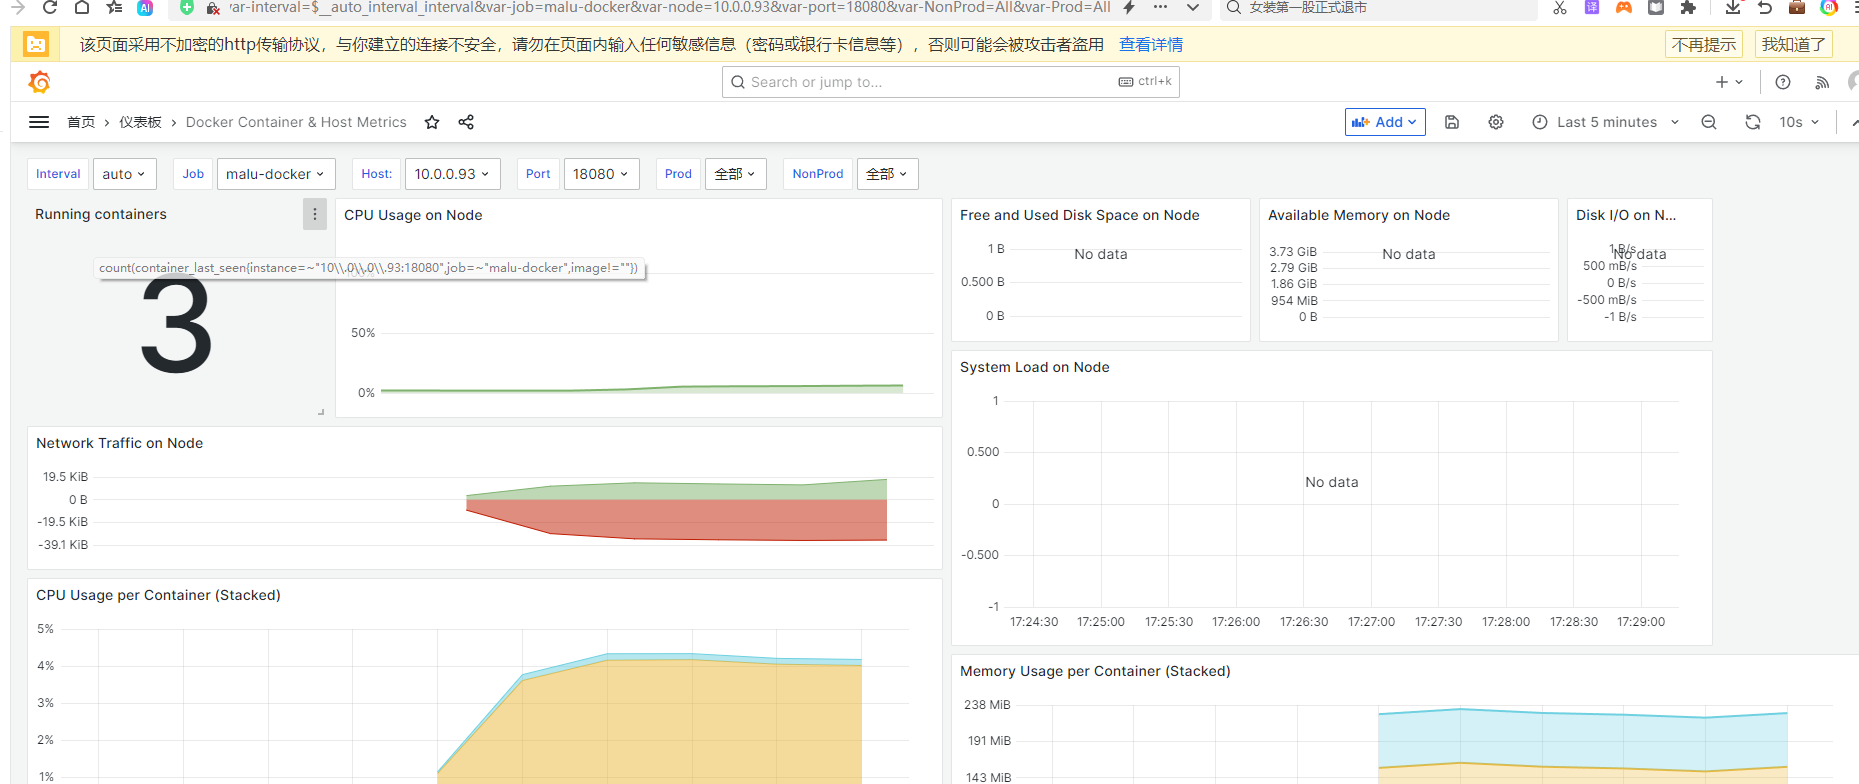 var-interval=$__auto_interval_interval&var-job=malu-docker&var-node=10.0.0.93&var-port=18080&var-NonProd=All&var-Prod=All
女装第一股正式退市
该页面采用不加密的http传输协议，与你建立的连接不安全，请勿在页面内输入任何敏感信息（密码或银行卡信息等），否则可能会被攻击者盗用 查看详情
不再提示 我知道了
Search or jump to... ctrl+k
首页 › 仪表板 › Docker Container & Host Metrics
Add
Last 5 minutes
10s
Interval auto Job malu-docker Host: 10.0.0.93 Port 18080 Prod 全部 NonProd 全部
Running containers
count(container_last_seen{instance=~"10\\.0\\.0\\.93:18080",job=~"malu-docker",image!=""})
3
CPU Usage on Node
50%
0%
Free and Used Disk Space on Node
No data
1 B
0.500 B
0 B
Available Memory on Node
No data
3.73 GiB
2.79 GiB
1.86 GiB
954 MiB
0 B
Disk I/O on N...
No data
1 B/s
500 mB/s
0 B/s
-500 mB/s
-1 B/s
Network Traffic on Node
19.5 KiB
0 B
-19.5 KiB
-39.1 KiB
System Load on Node
1
0.500
0
-0.500
-1
No data
17:24:30 17:25:00 17:25:30 17:26:00 17:26:30 17:27:00 17:27:30 17:28:00 17:28:30 17:29:00
CPU Usage per Container (Stacked)
5%
4%
3%
2%
1%
Memory Usage per Container (Stacked)
238 MiB
191 MiB
143 MiB